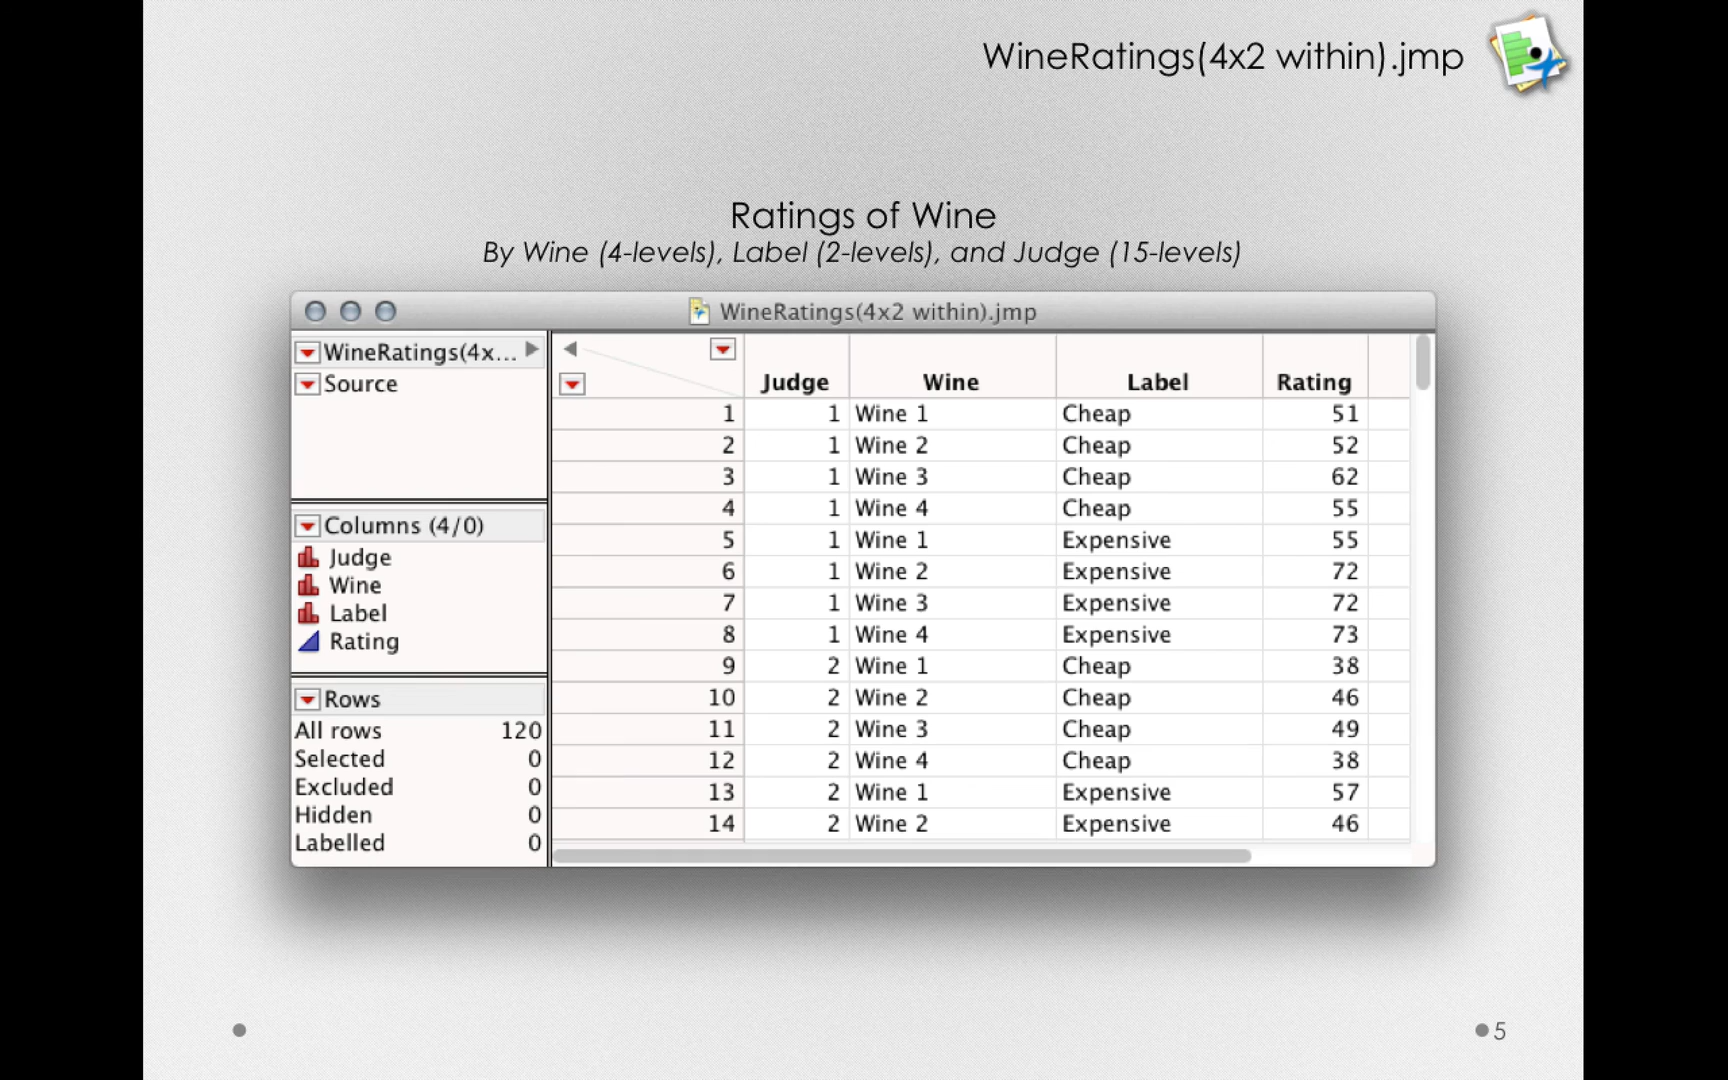 WineRatings(4x2 within).jmp
Ratings of Wine
By Wine (4-levels), Label (2-levels), and Judge (15-levels)
WineRatings(4x2 within).jmp
WineRatings(4x...
Source
Columns (4/0)
Judge
Wine
Label
Rating
Rows
All rows 120
Selected 0
Excluded 0
Hidden 0
Labelled 0
Judge Wine Label Rating
1 1 Wine 1 Cheap 51
2 1 Wine 2 Cheap 52
3 1 Wine 3 Cheap 62
4 1 Wine 4 Cheap 55
5 1 Wine 1 Expensive 55
6 1 Wine 2 Expensive 72
7 1 Wine 3 Expensive 72
8 1 Wine 4 Expensive 73
9 2 Wine 1 Cheap 38
10 2 Wine 2 Cheap 46
11 2 Wine 3 Cheap 49
12 2 Wine 4 Cheap 38
13 2 Wine 1 Expensive 57
14 2 Wine 2 Expensive 46
5